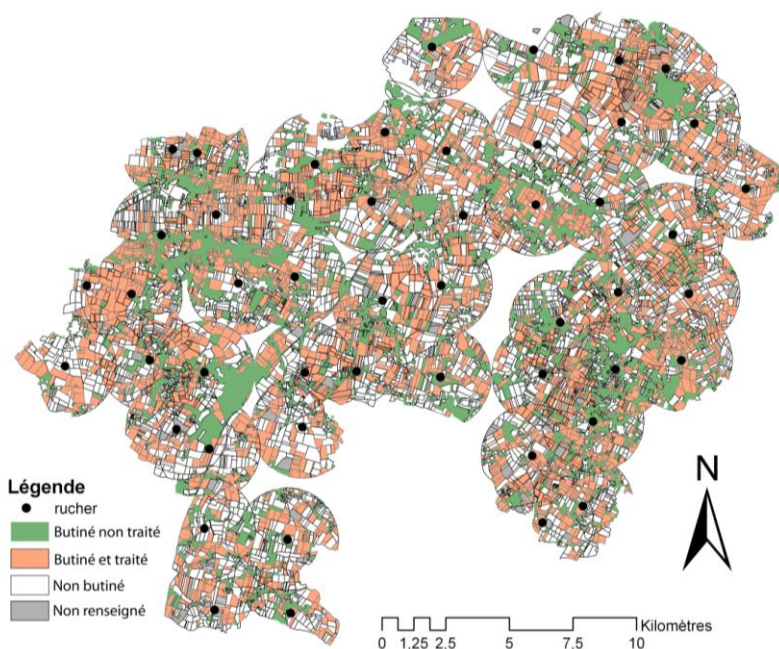 Légende
rucher
Butiné non traité
Butiné et traité
Non butiné
Non renseigné
N
Kilomètres
0 1,25 2,5 5 7,5 10